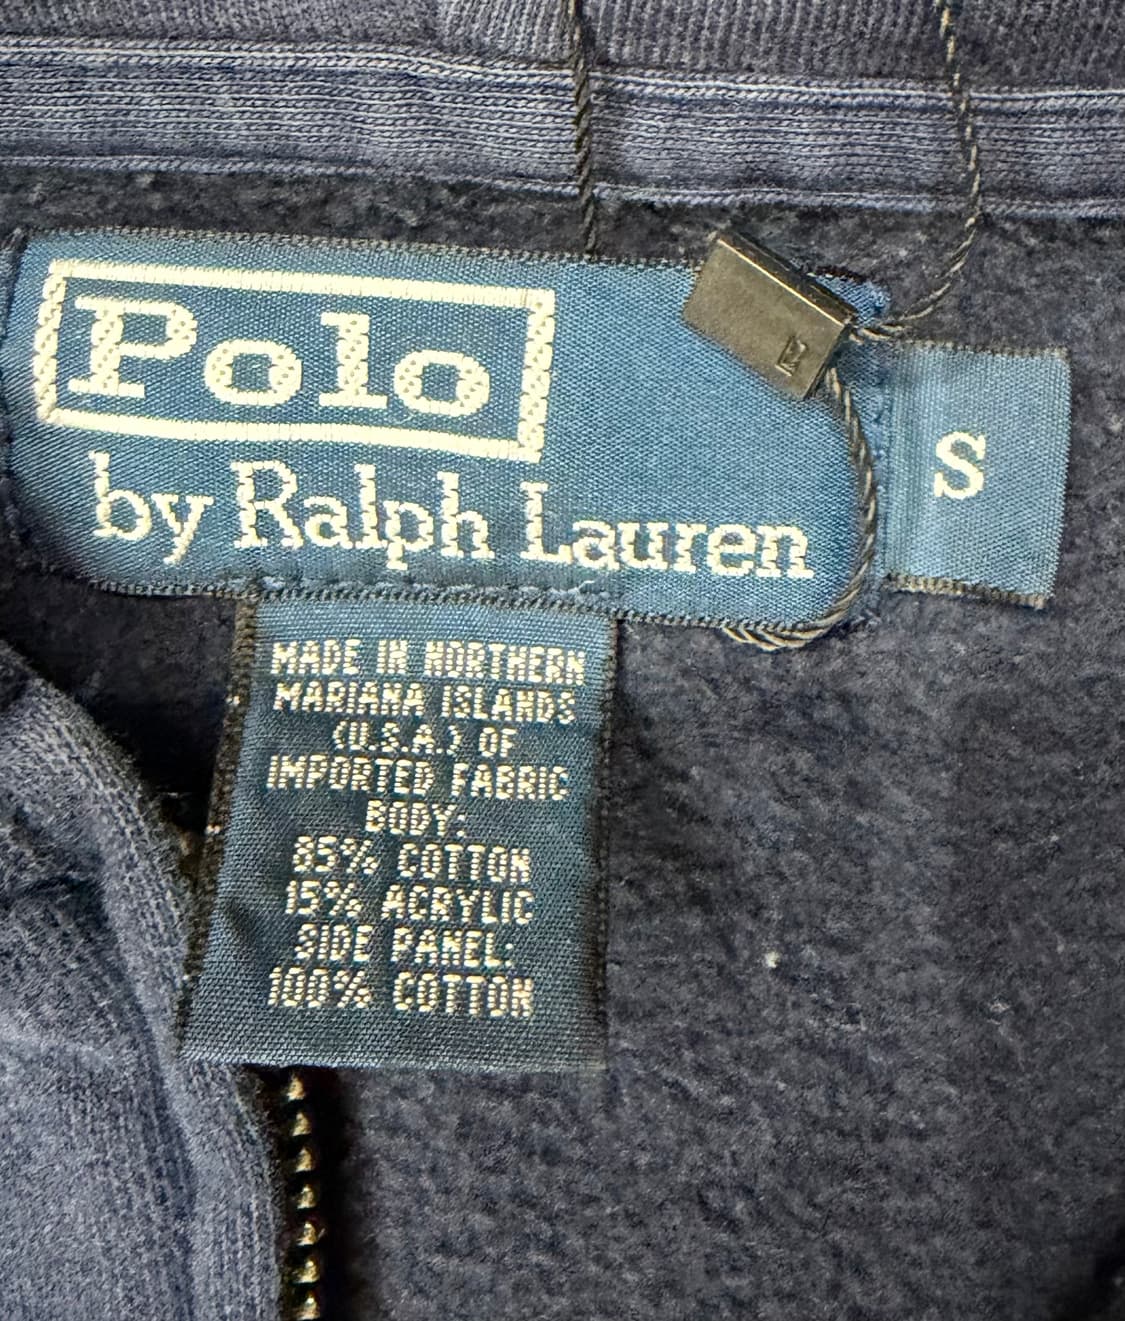 Polo
by Ralph Lauren
S
MADE IN NORTHERN
MARIANA ISLANDS
(U.S.A.) OF
IMPORTED FABRIC
BODY:
85% COTTON
15% ACRYLIC
SIDE PANEL:
100% COTTON